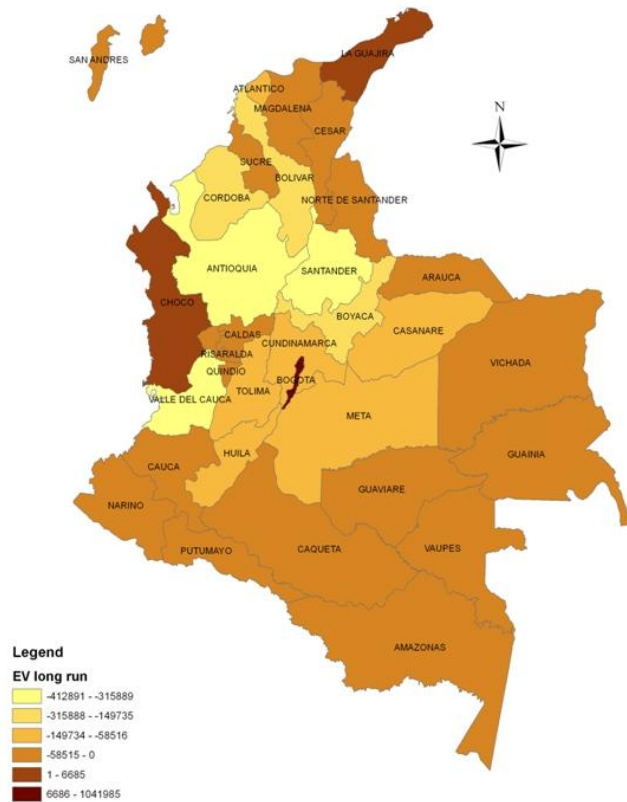 SAN ANDRES
LA GUAJIRA
ATLANTICO
MAGDALENA
N
CESAR
SUCRE
BOLIVAR
CORDOBA
NORTE DE SANTANDER
ANTIOQUIA
SANTANDER
ARAUCA
CHOCO
BOYACA
CASANARE
CALDAS
CUNDINAMARCA
RISARALDA
VICHADA
QUINDIO
BOGOTA
TOLIMA
VALLE DEL CAUCA
META
HUILA
GUAINIA
CAUCA
GUAVIARE
NARINO
VAUPES
PUTUMAYO
CAQUETA
AMAZONAS
Legend
EV long run
-412891 - -315889
-315888 - -149735
-149734 - -58516
-58515 - 0
1 - 6685
6686 - 1041985